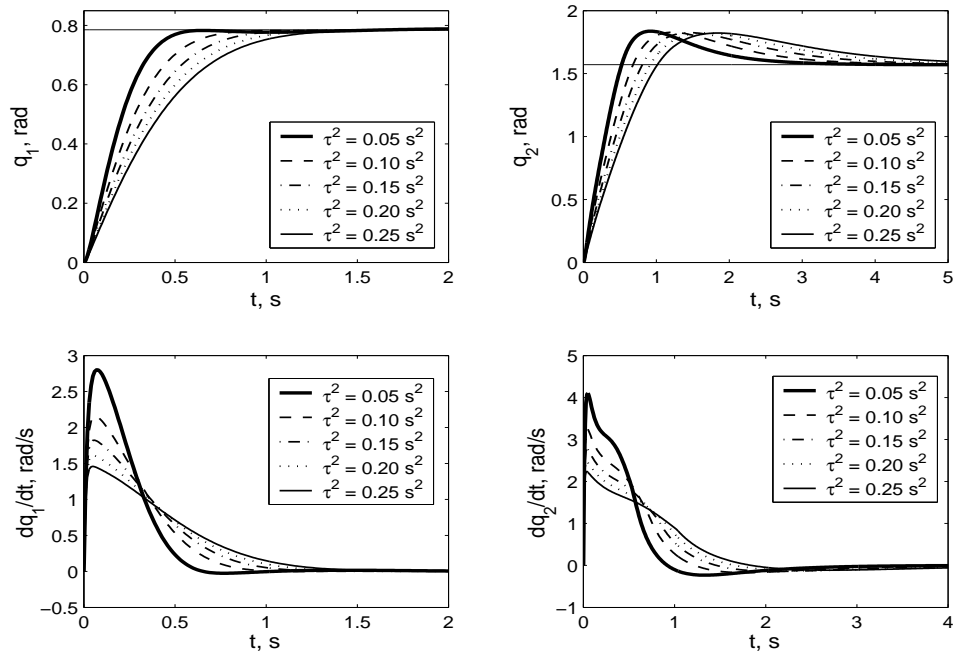 0.8
0.6
0.4
0.2
0
q₁, rad
τ² = 0.05 s²
τ² = 0.10 s²
τ² = 0.15 s²
τ² = 0.20 s²
τ² = 0.25 s²
0 0.5 1 1.5 2
t, s
2
1.5
1
0.5
0
q₂, rad
τ² = 0.05 s²
τ² = 0.10 s²
τ² = 0.15 s²
τ² = 0.20 s²
τ² = 0.25 s²
0 1 2 3 4 5
t, s
3
2.5
2
1.5
1
0.5
0
−0.5
dq₁/dt, rad/s
τ² = 0.05 s²
τ² = 0.10 s²
τ² = 0.15 s²
τ² = 0.20 s²
τ² = 0.25 s²
0 0.5 1 1.5 2
t, s
5
4
3
2
1
0
−1
dq₂/dt, rad/s
τ² = 0.05 s²
τ² = 0.10 s²
τ² = 0.15 s²
τ² = 0.20 s²
τ² = 0.25 s²
0 1 2 3 4
t, s